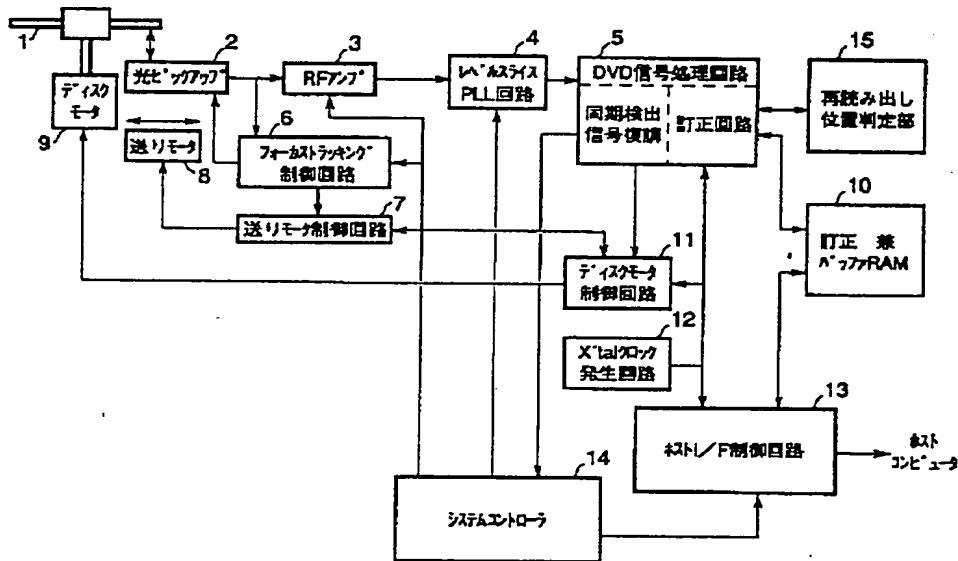 1
2
3
4
5
15
光ピックアップ
RFアンプ
レベルスライス
PLL回路
DVD信号処理回路
同期検出
信号復調
訂正回路
再読み出し
位置判定部
ディスク
モータ
9
送りモータ
8
6
フォーカストラッキング
制御回路
7
送りモータ制御回路
10
訂正 兼
バッファRAM
11
ディスクモータ
制御回路
12
X'talクロック
発生回路
13
ホストI/F制御回路
ホスト
コンピュータ
14
システムコントローラ